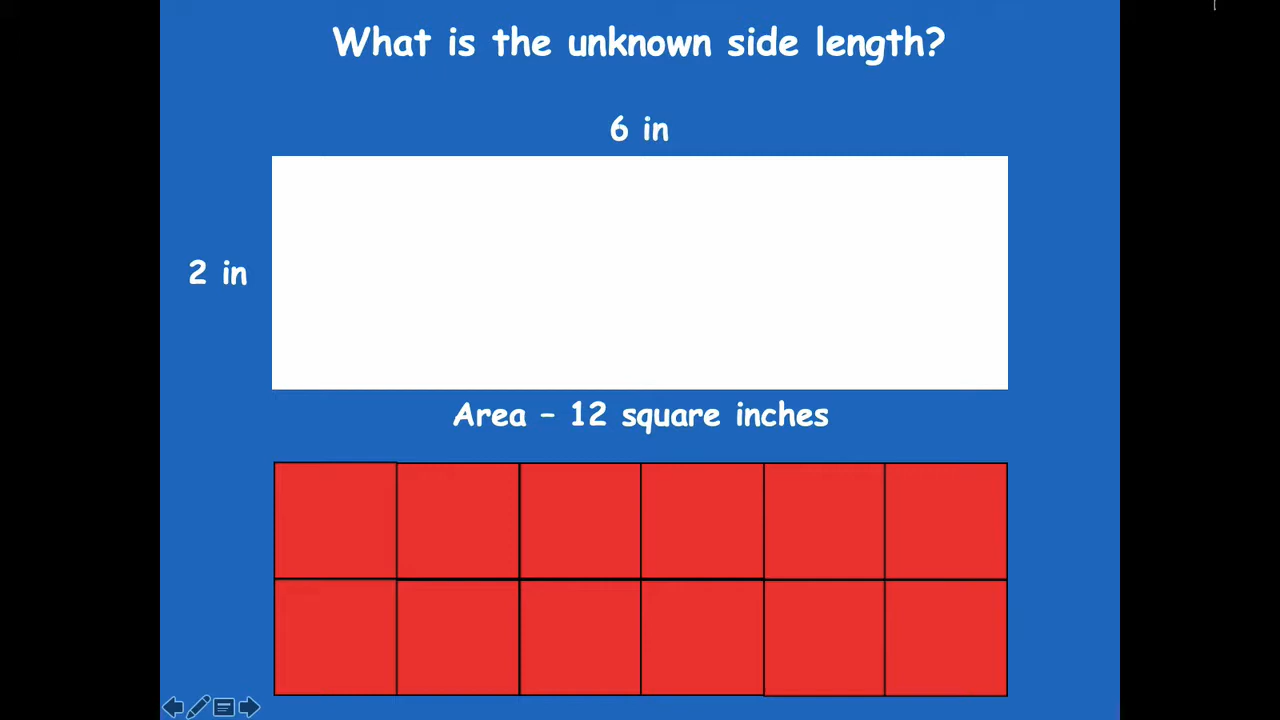 What is the unknown side length?
6 in
2 in
Area – 12 square inches